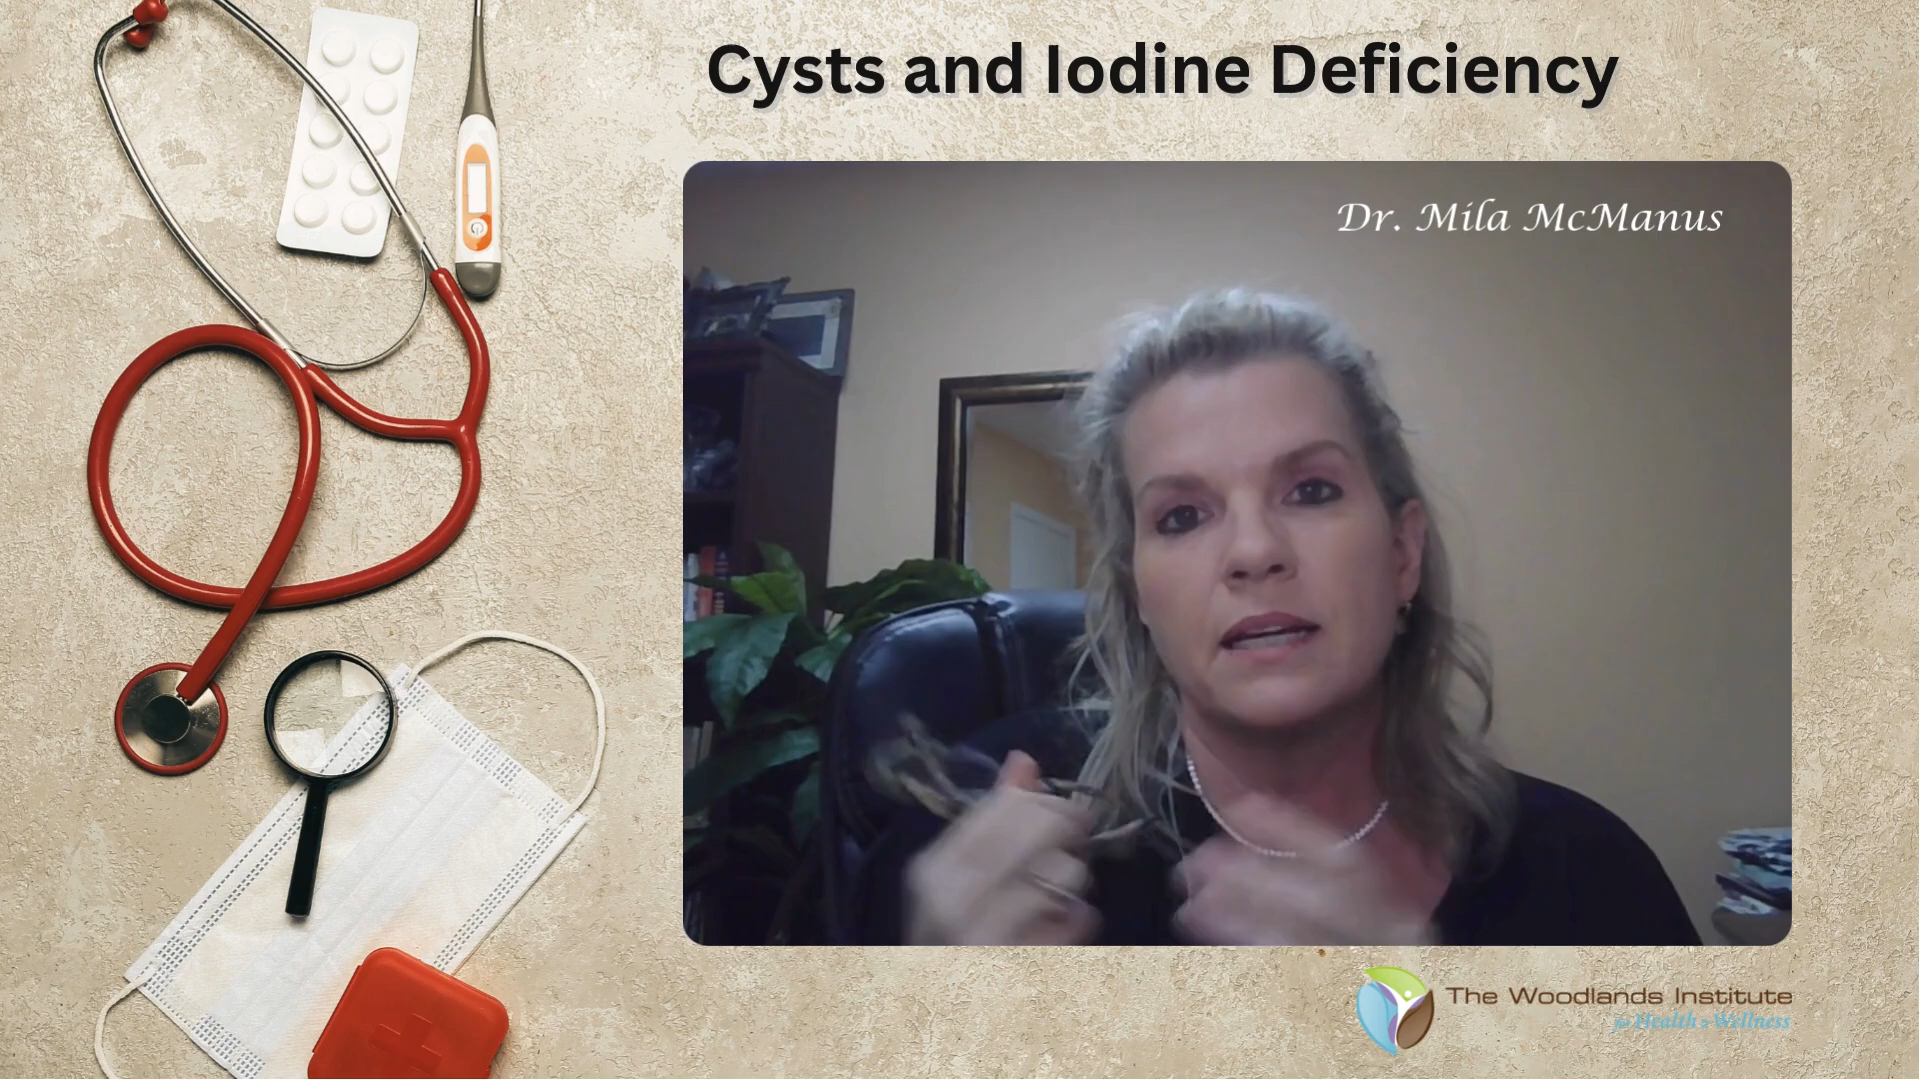 Cysts and Iodine Deficiency
Dr. Mila McManus
The Woodlands Institute
for Health & Wellness